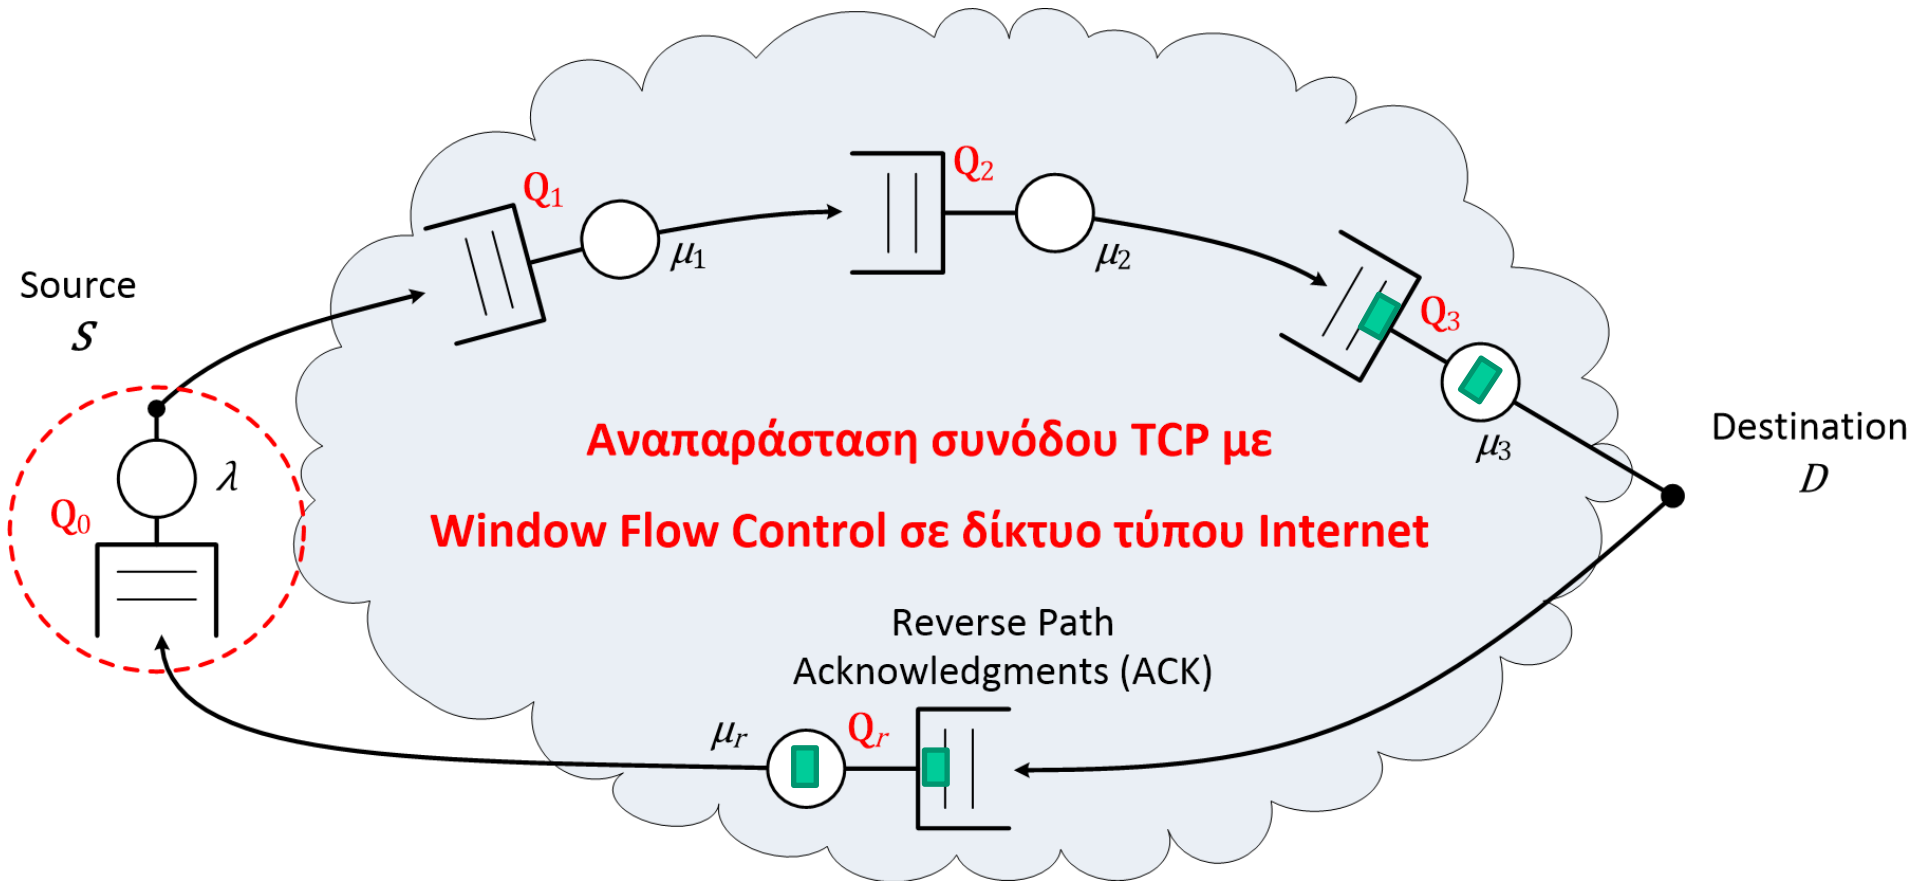 Q₁
Q₂
μ₁
μ₂
Source
S
Q₃
μ₃
Destination
D
Αναπαράσταση συνόδου TCP με
Window Flow Control σε δίκτυο τύπου Internet
λ
Q₀
Reverse Path
Acknowledgments (ACK)
μᵣ
Qᵣ